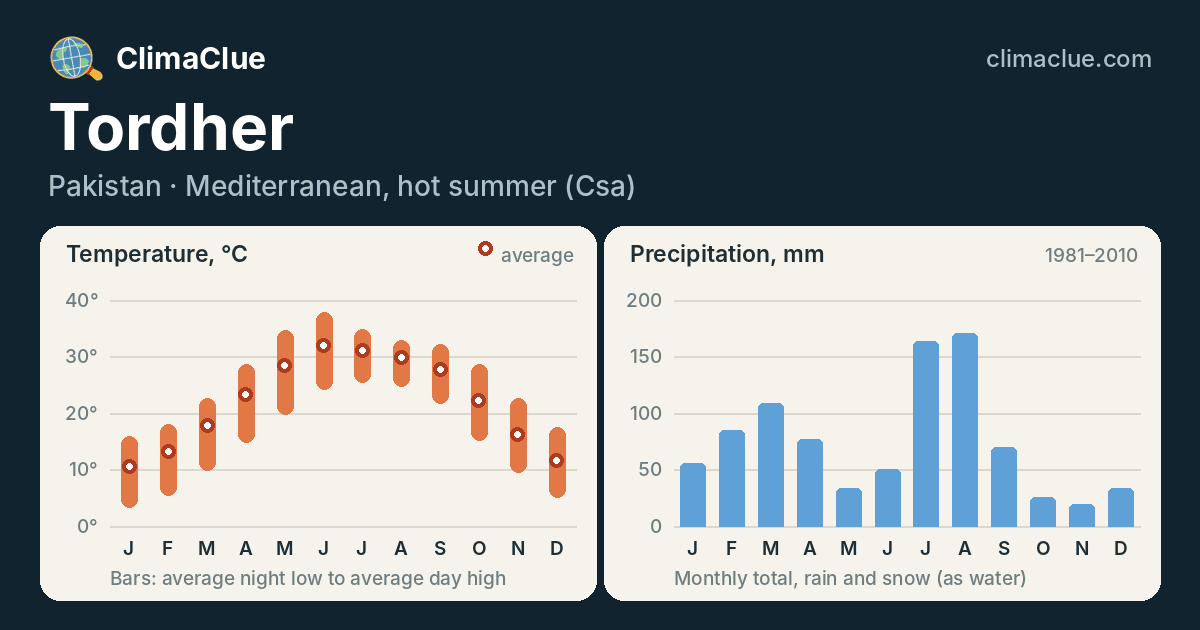 ClimaClue
climaclue.com
Tordher
Pakistan · Mediterranean, hot summer (Csa)
Temperature, °C
average
40°
30°
20°
10°
0°
J F M A M J J A S O N D
Bars: average night low to average day high
Precipitation, mm
1981–2010
200
150
100
50
0
J F M A M J J A S O N D
Monthly total, rain and snow (as water)